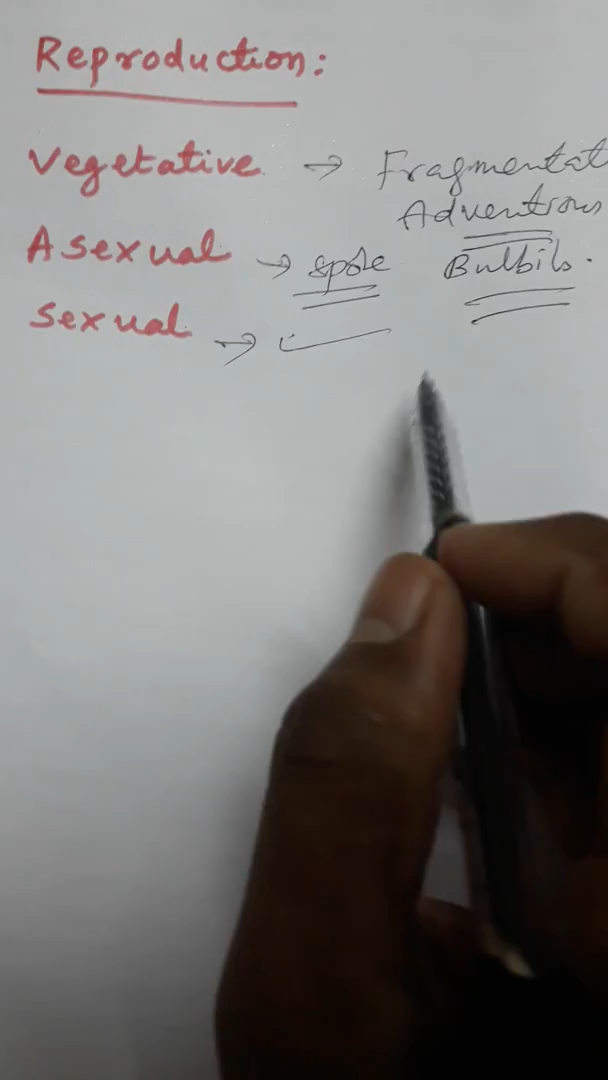 Reproduction:
Vegetative → Fragmentat
Adventrous
Asexual → spore Bulbils.
Sexual →